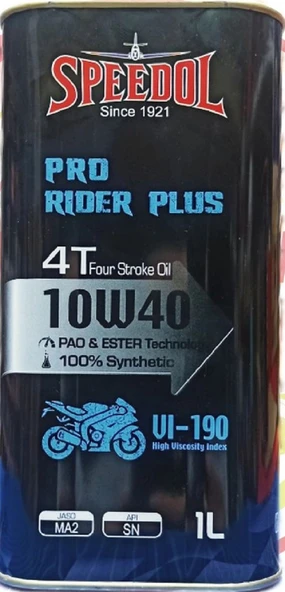 SPEEDOL
Since 1921
PRO
RIDER PLUS
4T Four Stroke Oil
10W40
PAO & ESTER Technolo
100% Synthetic
VI-190
High Viscosity Index
JASO
MA2
API
SN
1L